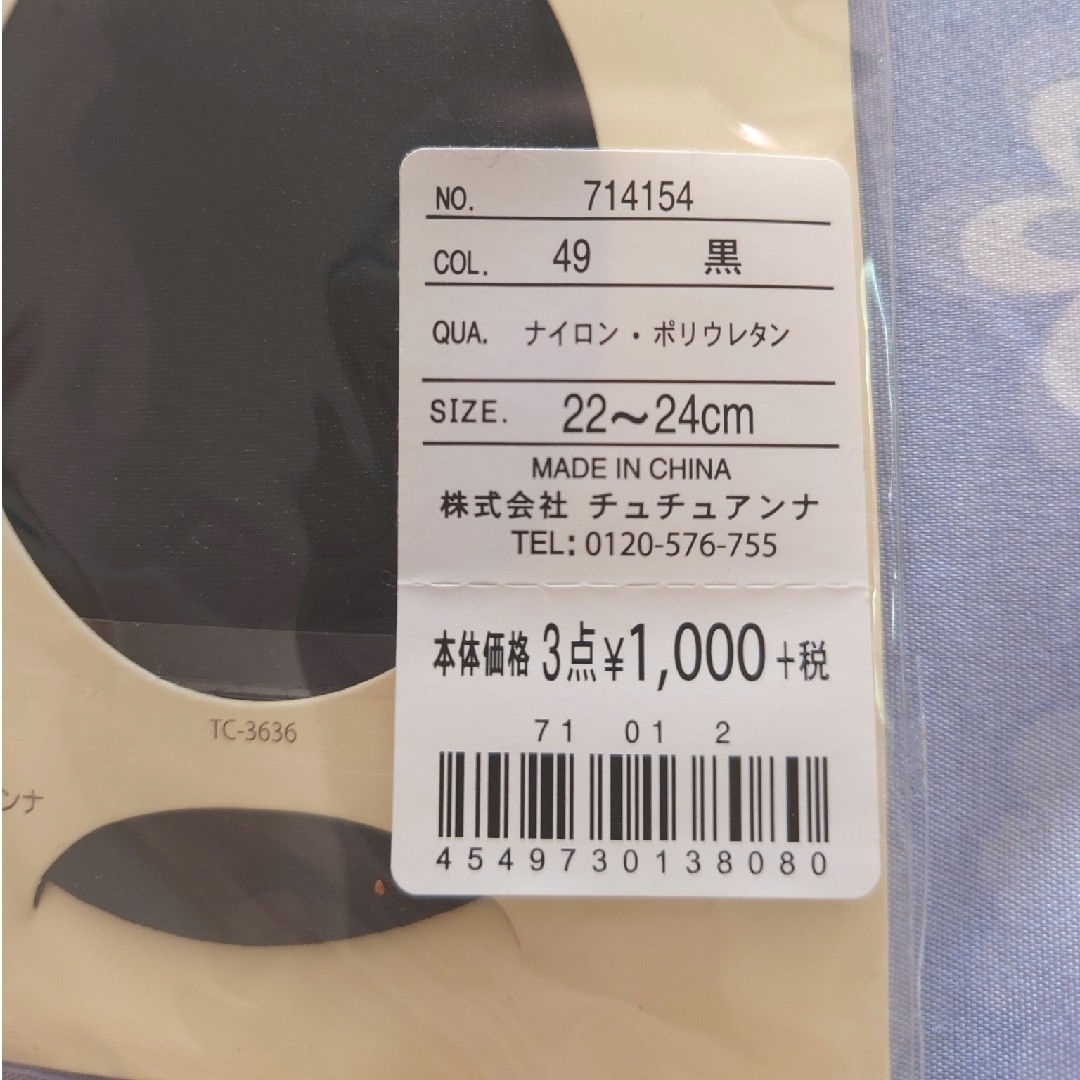 NO. 714154
COL. 49 黒
QUA. ナイロン・ポリウレタン
SIZE. 22～24cm
MADE IN CHINA
株式会社 チュチュアンナ
TEL: 0120-576-755
本体価格 3点¥1,000+税
71 01 2
4549730138080
TC-3636
ンナ